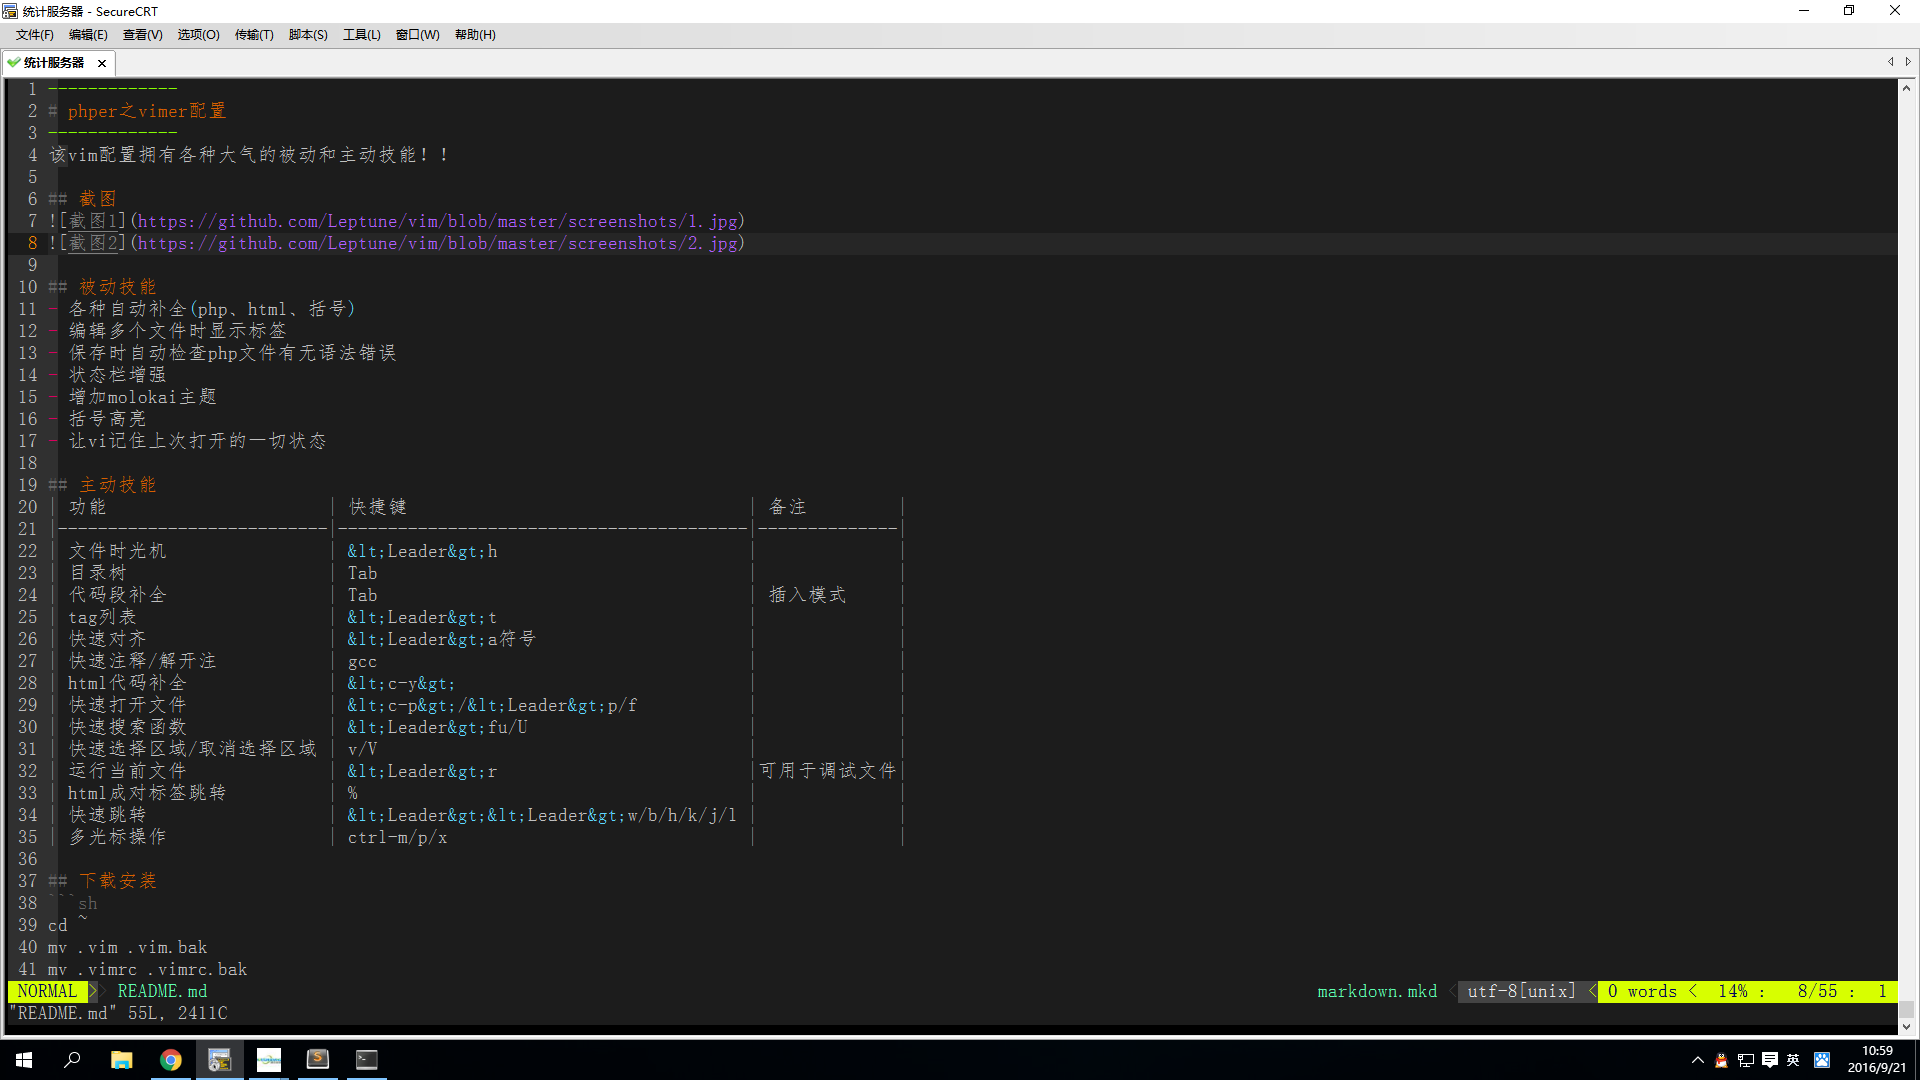 统计服务器 - SecureCRT
文件(F) 编辑(E) 查看(V) 选项(O) 传输(T) 脚本(S) 工具(L) 窗口(W) 帮助(H)
统计服务器
1 -------------
2 # phper之vimer配置
3 -------------
4 该vim配置拥有各种大气的被动和主动技能！！
5
6 ## 截图
7 ![截图1](https://github.com/Leptune/vim/blob/master/screenshots/1.jpg)
8 ![截图2](https://github.com/Leptune/vim/blob/master/screenshots/2.jpg)
9
10 ## 被动技能
11 - 各种自动补全(php、html、括号)
12 - 编辑多个文件时显示标签
13 - 保存时自动检查php文件有无语法错误
14 - 状态栏增强
15 - 增加molokai主题
16 - 括号高亮
17 - 让vi记住上次打开的一切状态
18
19 ## 主动技能
20 | 功能 | 快捷键 | 备注 |
21 |---------------------------|-----------------------------------------|--------------|
22 | 文件时光机 | &lt;Leader&gt;h | |
23 | 目录树 | Tab | |
24 | 代码段补全 | Tab | 插入模式 |
25 | tag列表 | &lt;Leader&gt;t | |
26 | 快速对齐 | &lt;Leader&gt;a符号 | |
27 | 快速注释/解开注 | gcc | |
28 | html代码补全 | &lt;c-y&gt; | |
29 | 快速打开文件 | &lt;c-p&gt;/&lt;Leader&gt;p/f | |
30 | 快速搜索函数 | &lt;Leader&gt;fu/U | |
31 | 快速选择区域/取消选择区域 | v/V | |
32 | 运行当前文件 | &lt;Leader&gt;r |可用于调试文件|
33 | html成对标签跳转 | % | |
34 | 快速跳转 | &lt;Leader&gt;&lt;Leader&gt;w/b/h/k/j/l | |
35 | 多光标操作 | ctrl-m/p/x | |
36
37 ## 下载安装
38 ```sh
39 cd ~
40 mv .vim .vim.bak
41 mv .vimrc .vimrc.bak
NORMAL > README.md markdown.mkd < utf-8[unix] < 0 words < 14% : 8/55 : 1
"README.md" 55L, 2411C
英
10:59
2016/9/21